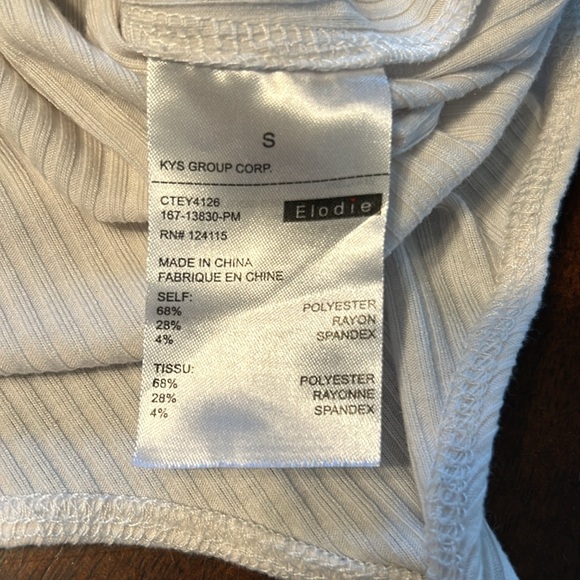 S
KYS GROUP CORP.
CTEY4126
167-13830-PM
Elodie
RN# 124115
MADE IN CHINA
FABRIQUE EN CHINE
SELF:
68% POLYESTER
28% RAYON
4% SPANDEX
TISSU:
68% POLYESTER
28% RAYONNE
4% SPANDEX